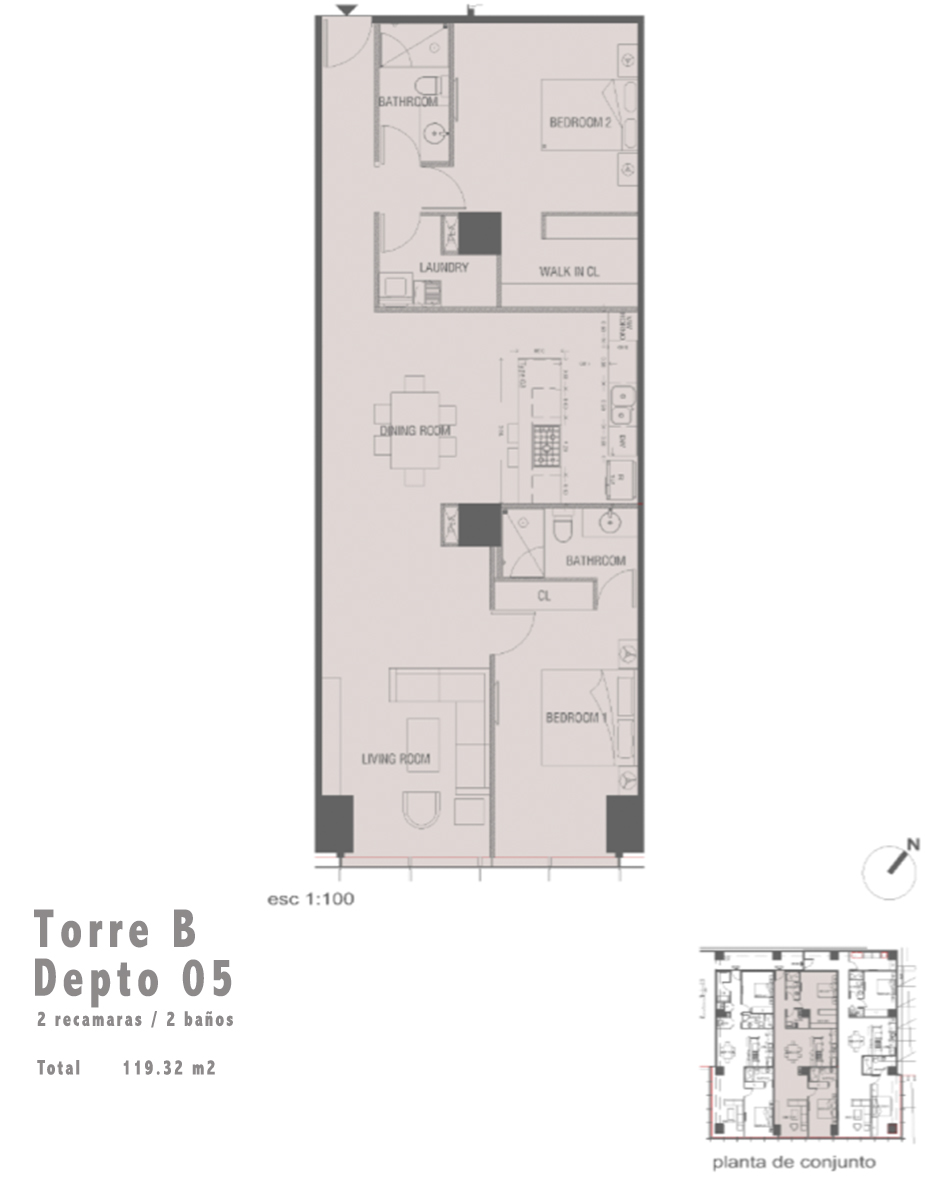 BATHROOM
BEDROOM 2
LAUNDRY
WALK IN CL
DINING ROOM
BATHROOM
CL
BEDROOM 1
LIVING ROOM
N
esc 1:100
Torre B
Depto 05
2 recamaras / 2 baños
Total 119.32 m2
planta de conjunto